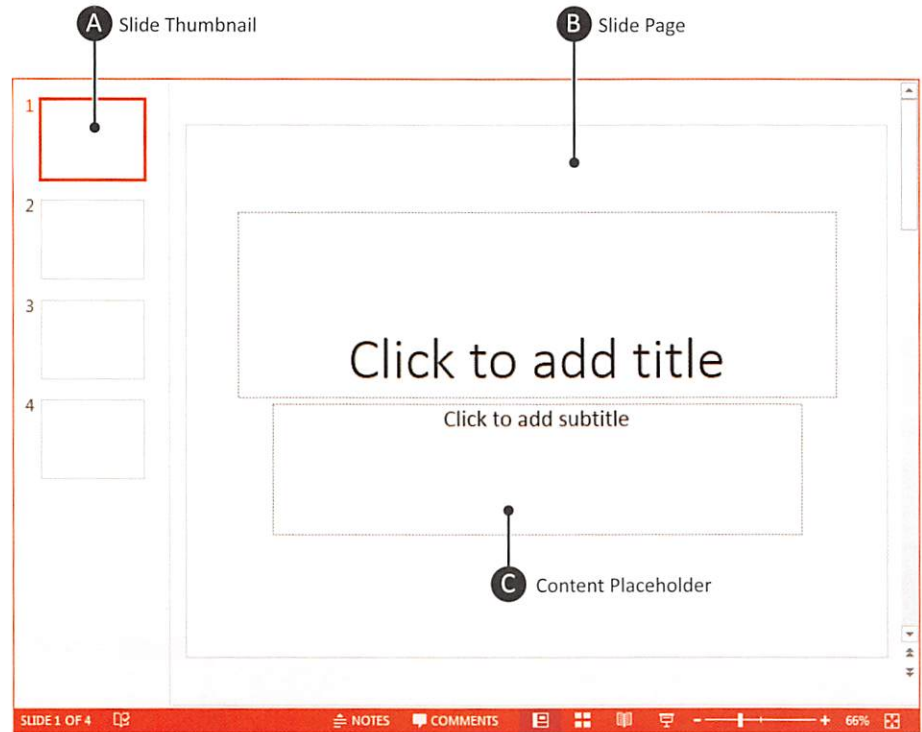 A Slide Thumbnail
B Slide Page
1
2
3
4
Click to add title
Click to add subtitle
C Content Placeholder
SLIDE 1 OF 4 NOTES COMMENTS - + 66%